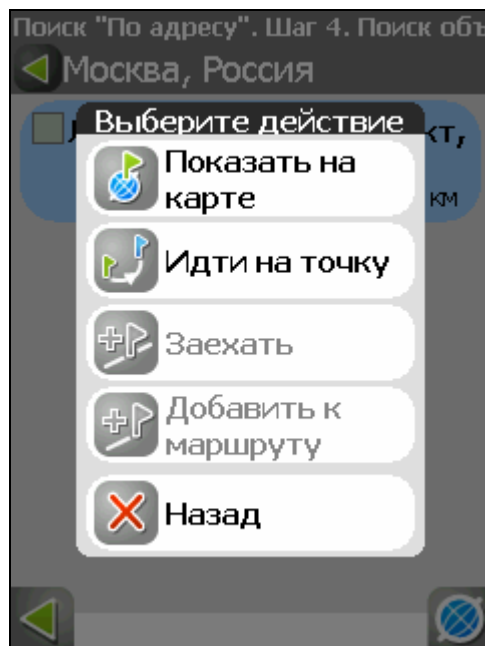 Поиск "По адресу". Шаг 4. Поиск объ
Москва, Россия
Выберите действие
кт,
Показать на
карте
км
Идти на точку
Заехать
Добавить к
маршруту
Назад